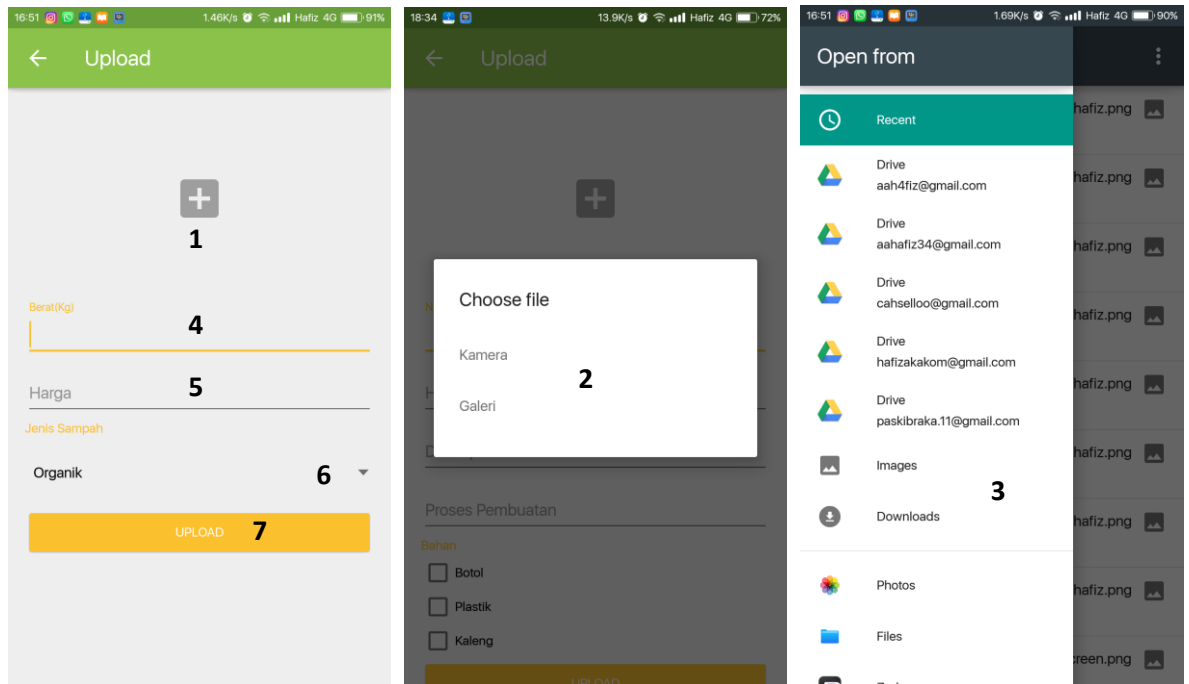 16:51 1.46K/s Hafiz 4G 91%
Upload
1
Berat(Kg)
4
Harga 5
Jenis Sampah
Organik 6
UPLOAD 7
18:34 13.9K/s Hafiz 4G 72%
Upload
Choose file
Kamera
2
Galeri
Proses Pembuatan
Bahan
Botol
Plastik
Kaleng
UPLOAD
16:51 1.69K/s Hafiz 4G 90%
Open from
Recent
Drive
aah4fiz@gmail.com
Drive
aahafiz34@gmail.com
Drive
cahselloo@gmail.com
Drive
hafizakakom@gmail.com
Drive
paskibraka.11@gmail.com
Images
3
Downloads
Photos
Files
hafiz.png
hafiz.png
hafiz.png
hafiz.png
hafiz.png
hafiz.png
hafiz.png
hafiz.png
creen.png